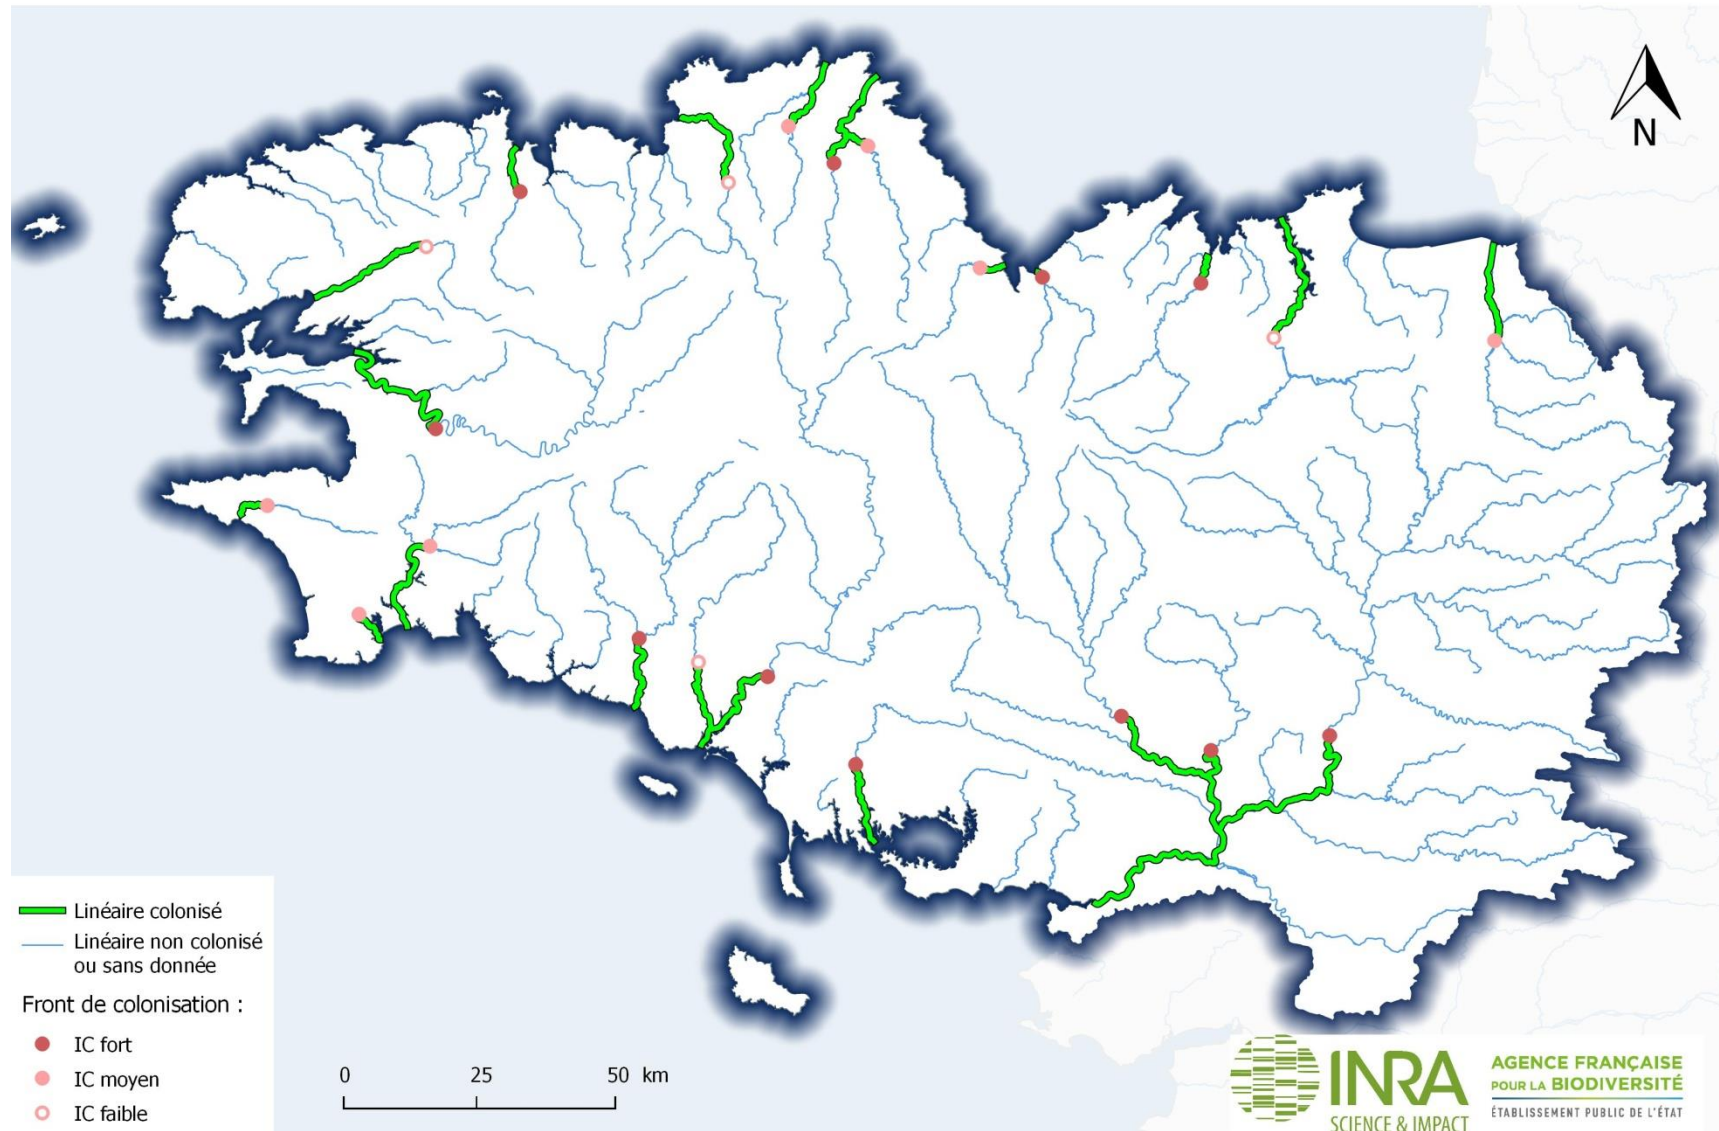 N
Linéaire colonisé
Linéaire non colonisé
ou sans donnée
Front de colonisation :
IC fort
IC moyen
IC faible
0 25 50 km
INRA
SCIENCE & IMPACT
AGENCE FRANÇAISE
POUR LA BIODIVERSITÉ
ÉTABLISSEMENT PUBLIC DE L'ÉTAT